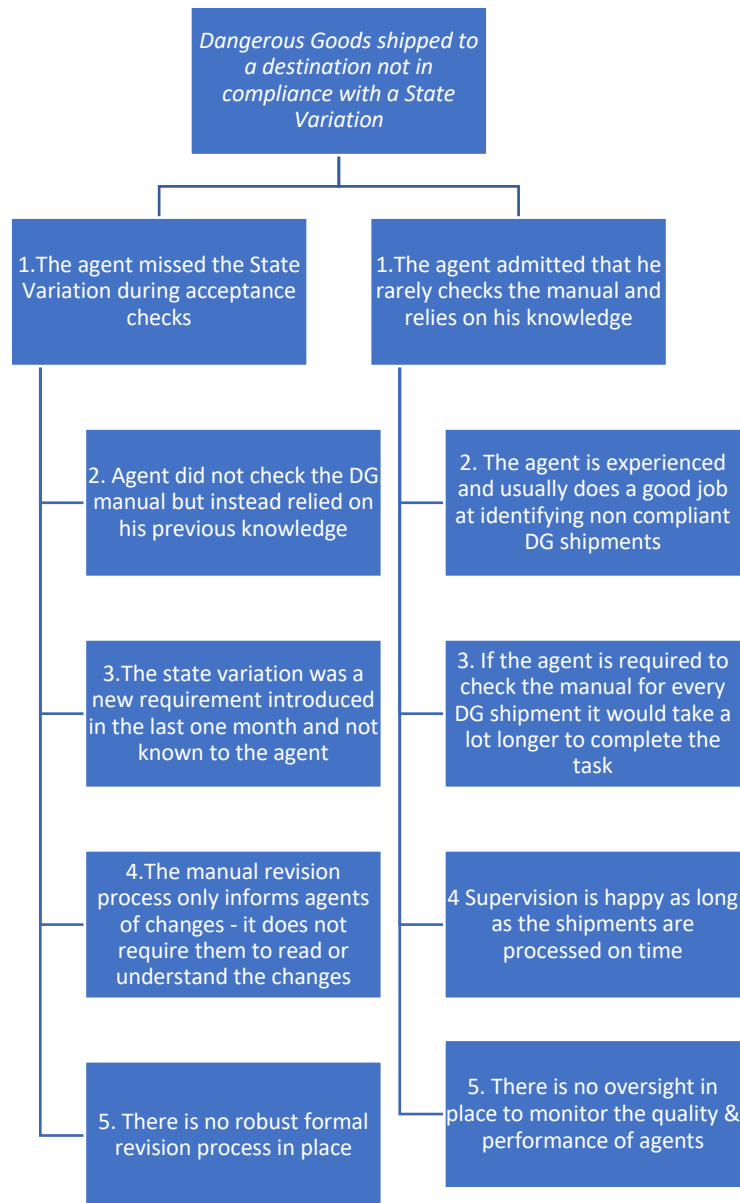 Dangerous Goods shipped to
a destination not in
compliance with a State
Variation
1.The agent missed the State
Variation during acceptance
checks
1.The agent admitted that he
rarely checks the manual and
relies on his knowledge
2. Agent did not check the DG
manual but instead relied on
his previous knowledge
2. The agent is experienced
and usually does a good job
at identifying non compliant
DG shipments
3.The state variation was a
new requirement introduced
in the last one month and not
known to the agent
3. If the agent is required to
check the manual for every
DG shipment it would take a
lot longer to complete the
task
4.The manual revision
process only informs agents
of changes - it does not
require them to read or
understand the changes
4 Supervision is happy as long
as the shipments are
processed on time
5. There is no robust formal
revision process in place
5. There is no oversight in
place to monitor the quality &
performance of agents